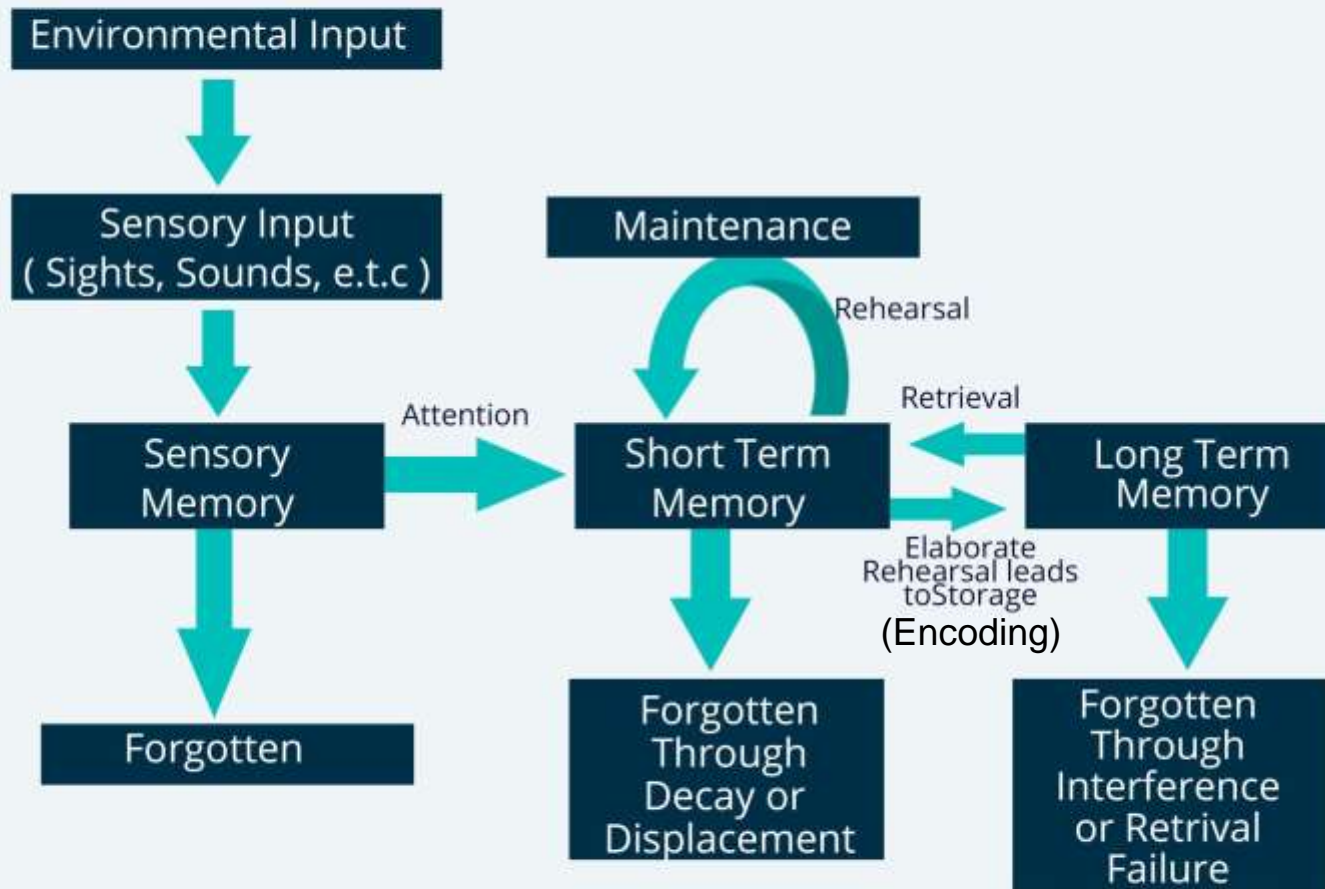 Environmental Input
Sensory Input
( Sights, Sounds, e.t.c )
Maintenance
Rehearsal
Attention
Retrieval
Sensory
Memory
Short Term
Memory
Long Term
Memory
Elaborate
Rehearsal leads
toStorage
(Encoding)
Forgotten
Forgotten
Through
Decay or
Displacement
Forgotten
Through
Interference
or Retrival
Failure